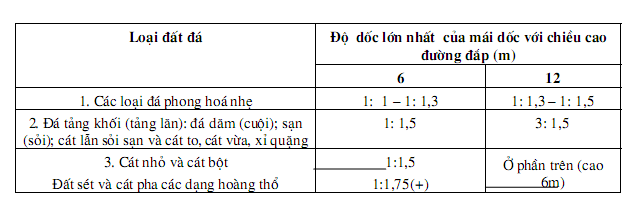 Loại đất đá
Độ dốc lớn nhất của mái dốc với chiều cao
đường đắp (m)
6
12
1. Các loại đá phong hoá nhẹ
1: 1 – 1: 1,3
1: 1,3 – 1: 1,5
2. Đá tảng khối (tảng lăn): đá dăm (cuội); sạn
(sỏi); cát lẫn sỏi sạn và cát to, cát vừa, xỉ quặng
1: 1,5
3: 1,5
3. Cát nhỏ và cát bột
1:1,5
Đất sét và cát pha các dạng hoàng thổ
1:1,75(+)
Ở phần trên (cao
6m)